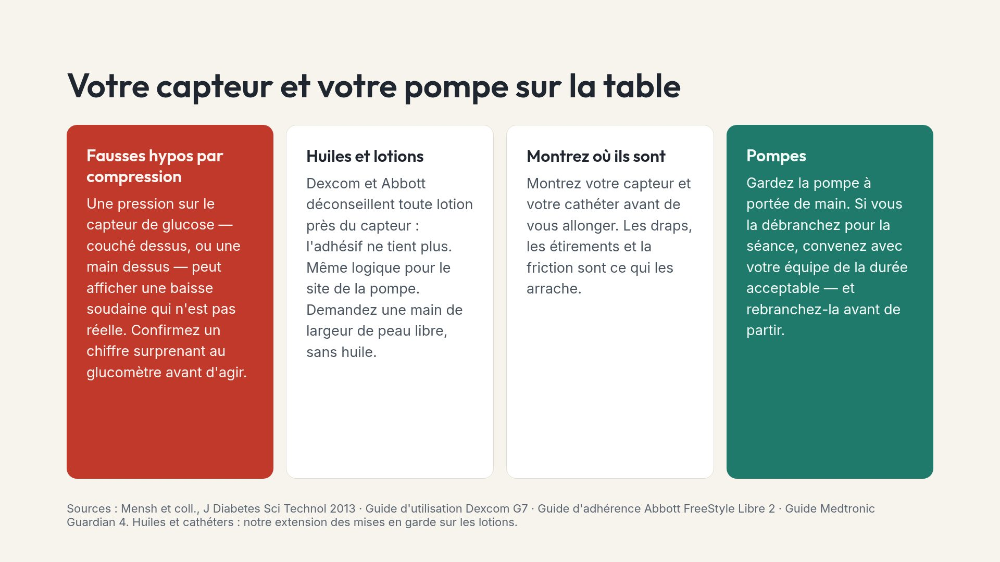 Votre capteur et votre pompe sur la table
Fausses hypos par
compression
Une pression sur le
capteur de glucose —
couché dessus, ou une
main dessus — peut
afficher une baisse
soudaine qui n'est pas
réelle. Confirmez un
chiffre surprenant au
glucomètre avant d'agir.
Huiles et lotions
Dexcom et Abbott
déconseillent toute lotion
près du capteur :
l'adhésif ne tient plus.
Même logique pour le
site de la pompe.
Demandez une main de
largeur de peau libre,
sans huile.
Montrez où ils sont
Montrez votre capteur et
votre cathéter avant de
vous allonger. Les draps,
les étirements et la
friction sont ce qui les
arrache.
Pompes
Gardez la pompe à
portée de main. Si vous
la débranchez pour la
séance, convenez avec
votre équipe de la durée
acceptable — et
rebranchez-la avant de
partir.
Sources : Mensh et coll., J Diabetes Sci Technol 2013 · Guide d'utilisation Dexcom G7 · Guide d'adhérence Abbott FreeStyle Libre 2 · Guide Medtronic
Guardian 4. Huiles et cathéters : notre extension des mises en garde sur les lotions.